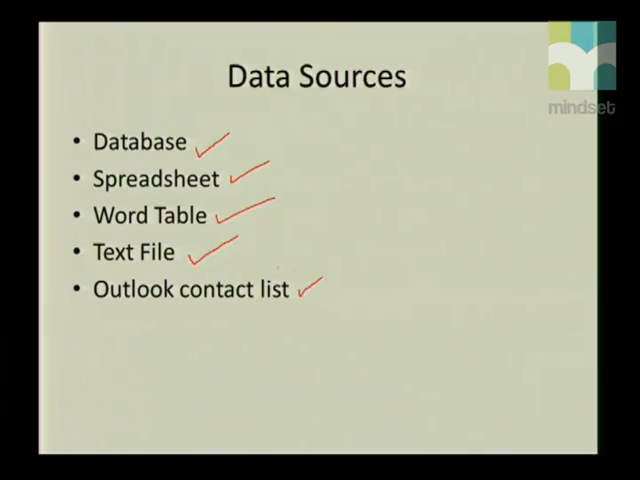 Data Sources
mindset
• Database
• Spreadsheet
• Word Table
• Text File
• Outlook contact list